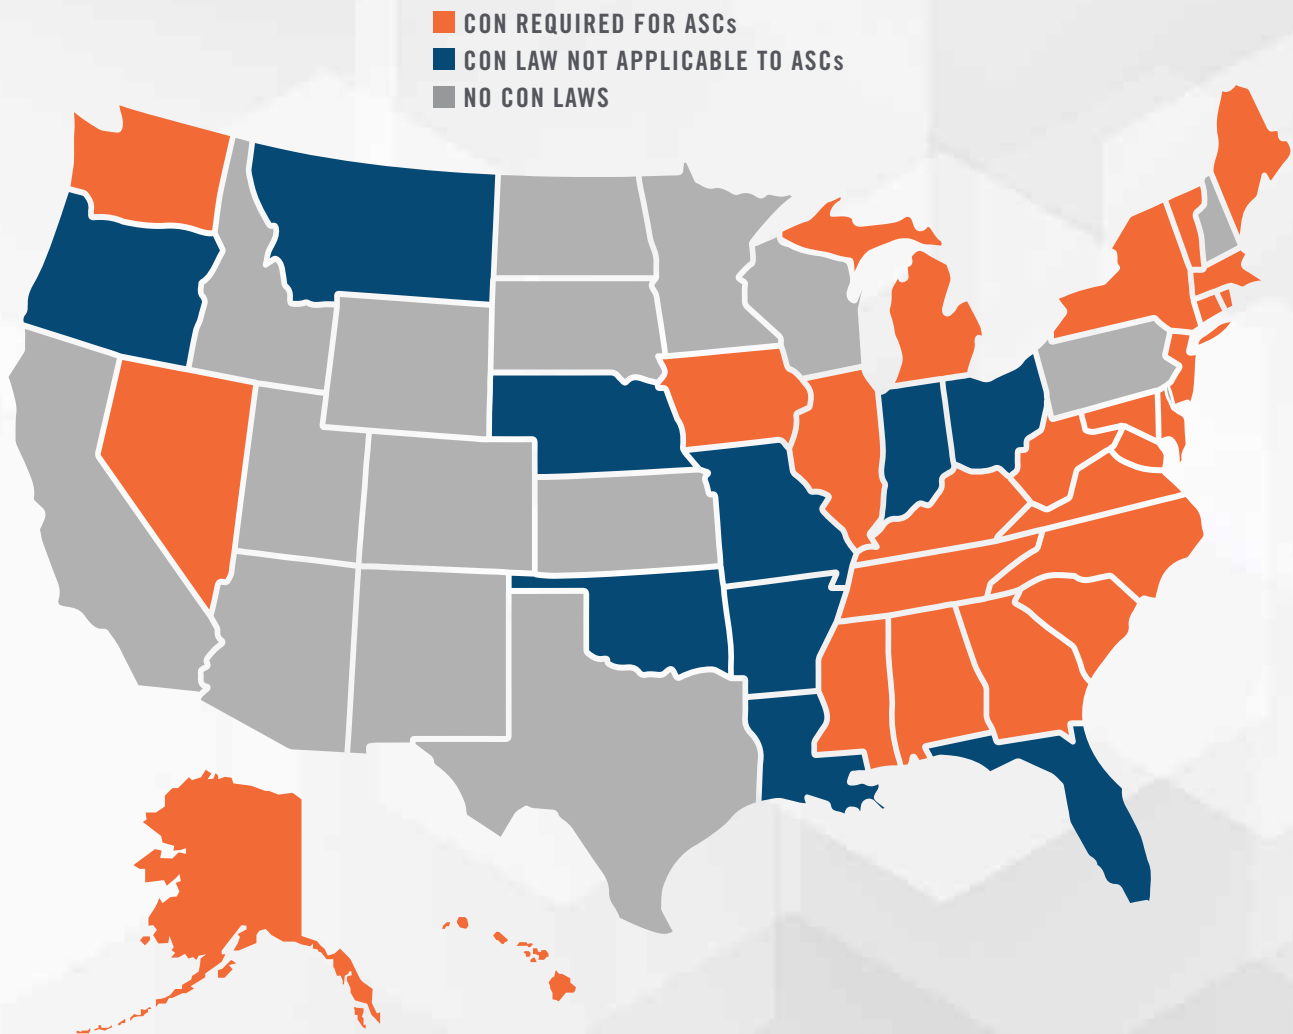 CON REQUIRED FOR ASCs
CON LAW NOT APPLICABLE TO ASCs
NO CON LAWS